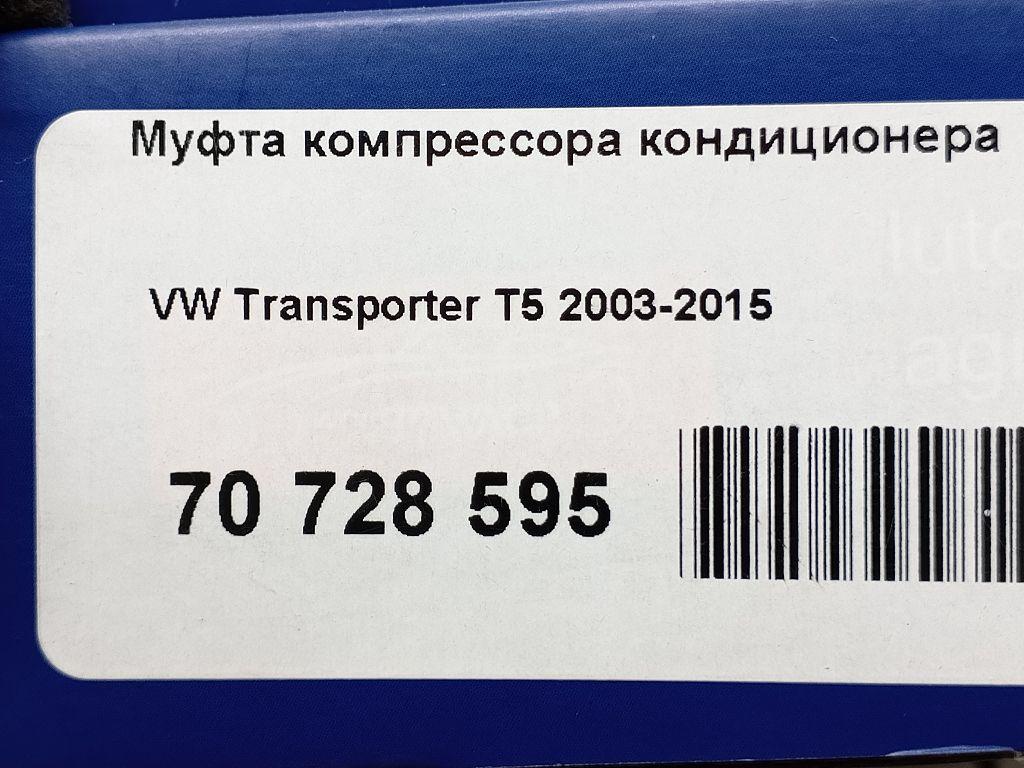 Муфта компрессора кондиционера
VW Transporter T5 2003-2015
70 728 595